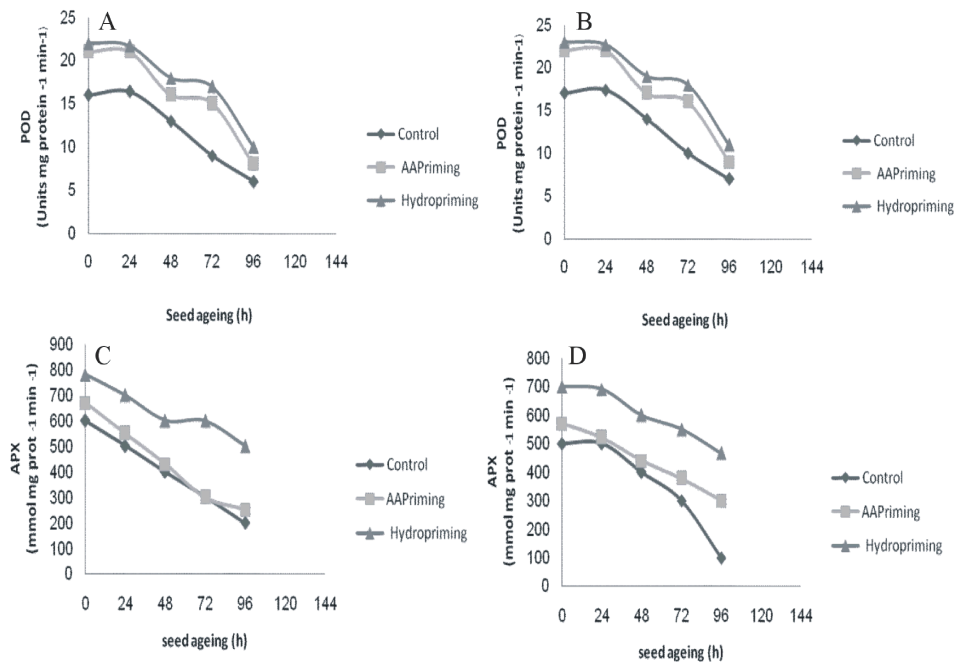 A
25
20
15
10
5
0
POD
(Units mg protein -1 min-1)
0 24 48 72 96 120 144
Seed ageing (h)
Control
AAPriming
Hydropriming
B
25
20
15
10
5
0
POD
(Units mg protein -1 min-1)
0 24 48 72 96 120 144
Seed ageing (h)
Control
AAPriming
Hydropriming
C
900
800
700
600
500
400
300
200
100
0
APX
(mmol mg prot -1 min -1)
0 24 48 72 96 120 144
seed ageing (h)
Control
AAPriming
Hydropriming
D
800
700
600
500
400
300
200
100
0
APX
(mmol mg prot -1 min -1)
0 24 48 72 96 120 144
seed ageing (h)
Control
AAPriming
Hydropriming